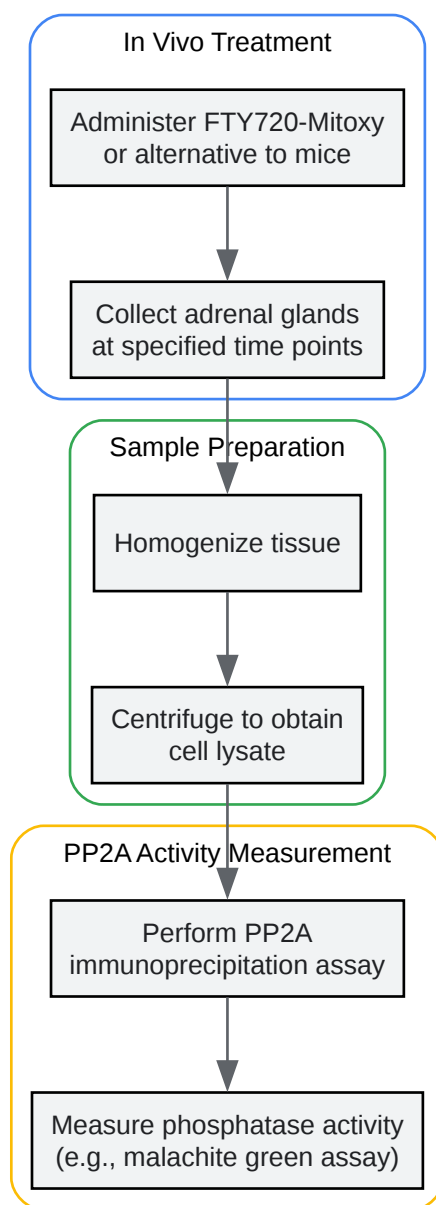 In Vivo Treatment
Administer FTY720-Mitoxy
or alternative to mice
Collect adrenal glands
at specified time points
Sample Preparation
Homogenize tissue
Centrifuge to obtain
cell lysate
PP2A Activity Measurement
Perform PP2A
immunoprecipitation assay
Measure phosphatase activity
(e.g., malachite green assay)